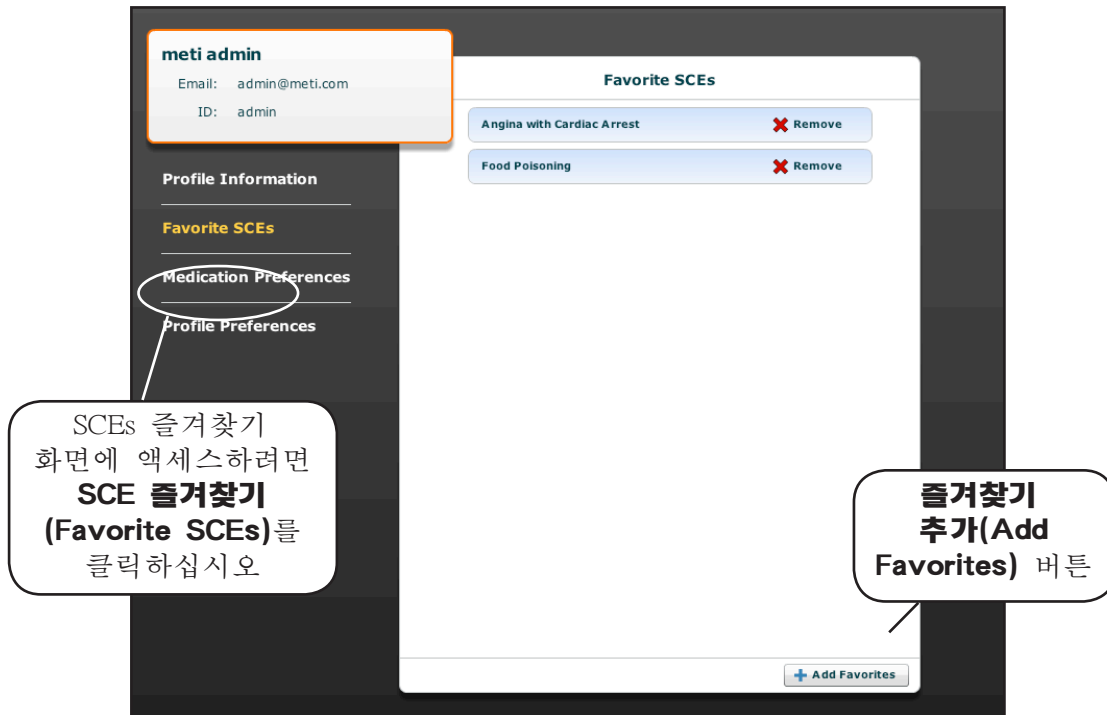 meti admin
Email: admin@meti.com
ID: admin
Profile Information
Favorite SCEs
Medication Preferences
Profile Preferences
Favorite SCEs
Angina with Cardiac Arrest Remove
Food Poisoning Remove
Add Favorites
SCEs 즐겨찾기
화면에 액세스하려면
SCE 즐겨찾기
(Favorite SCEs)를
클릭하십시오
즐겨찾기
추가(Add
Favorites) 버튼